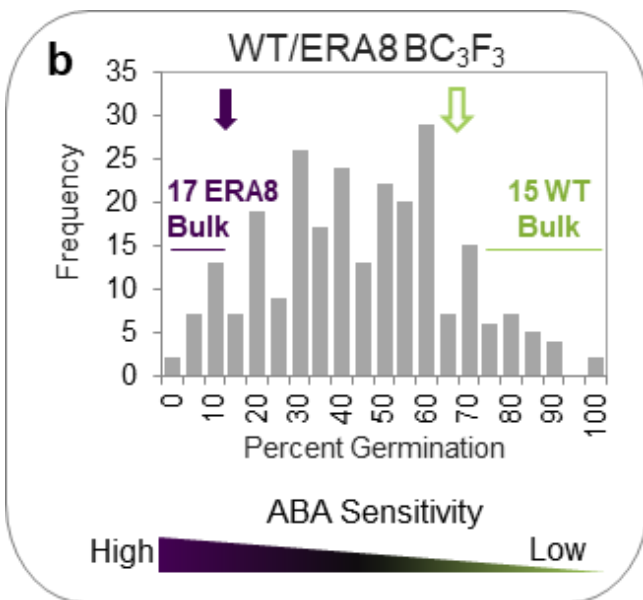 b
WT/ERA8 BC₃F₃
35
30
25
20
15
10
5
0
Frequency
17 ERA8
Bulk
15 WT
Bulk
0
10
20
30
40
50
60
70
80
90
100
Percent Germination
ABA Sensitivity
High
Low